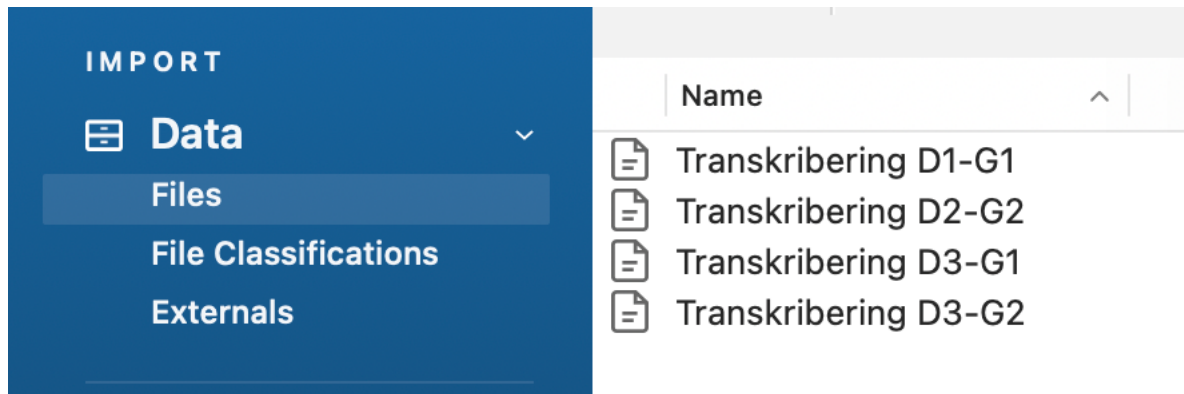 IMPORT
Data
Files
File Classifications
Externals
Name
Transkribering D1-G1
Transkribering D2-G2
Transkribering D3-G1
Transkribering D3-G2